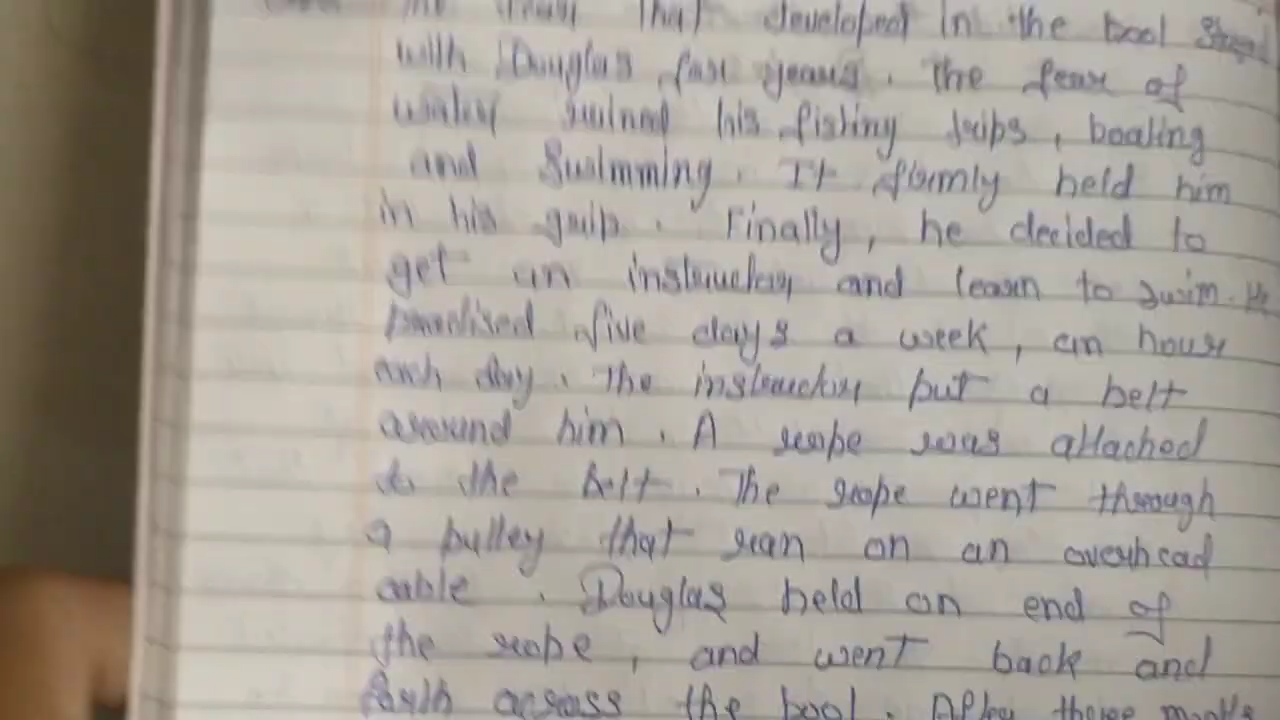 that developed in the pool stayed
with Douglas for years. The fear of
water ruined his fishing trips, boating
and Swimming. It firmly held him
in his grip. Finally, he decided to
get an instructor and learn to swim. He
practised five days a week, an hour
each day. The instructor put a belt
around him. A rope was attached
to the belt. The rope went through
a pulley that ran on an overhead
cable. Douglas held on end of
the rope, and went back and
forth across the pool. After three months